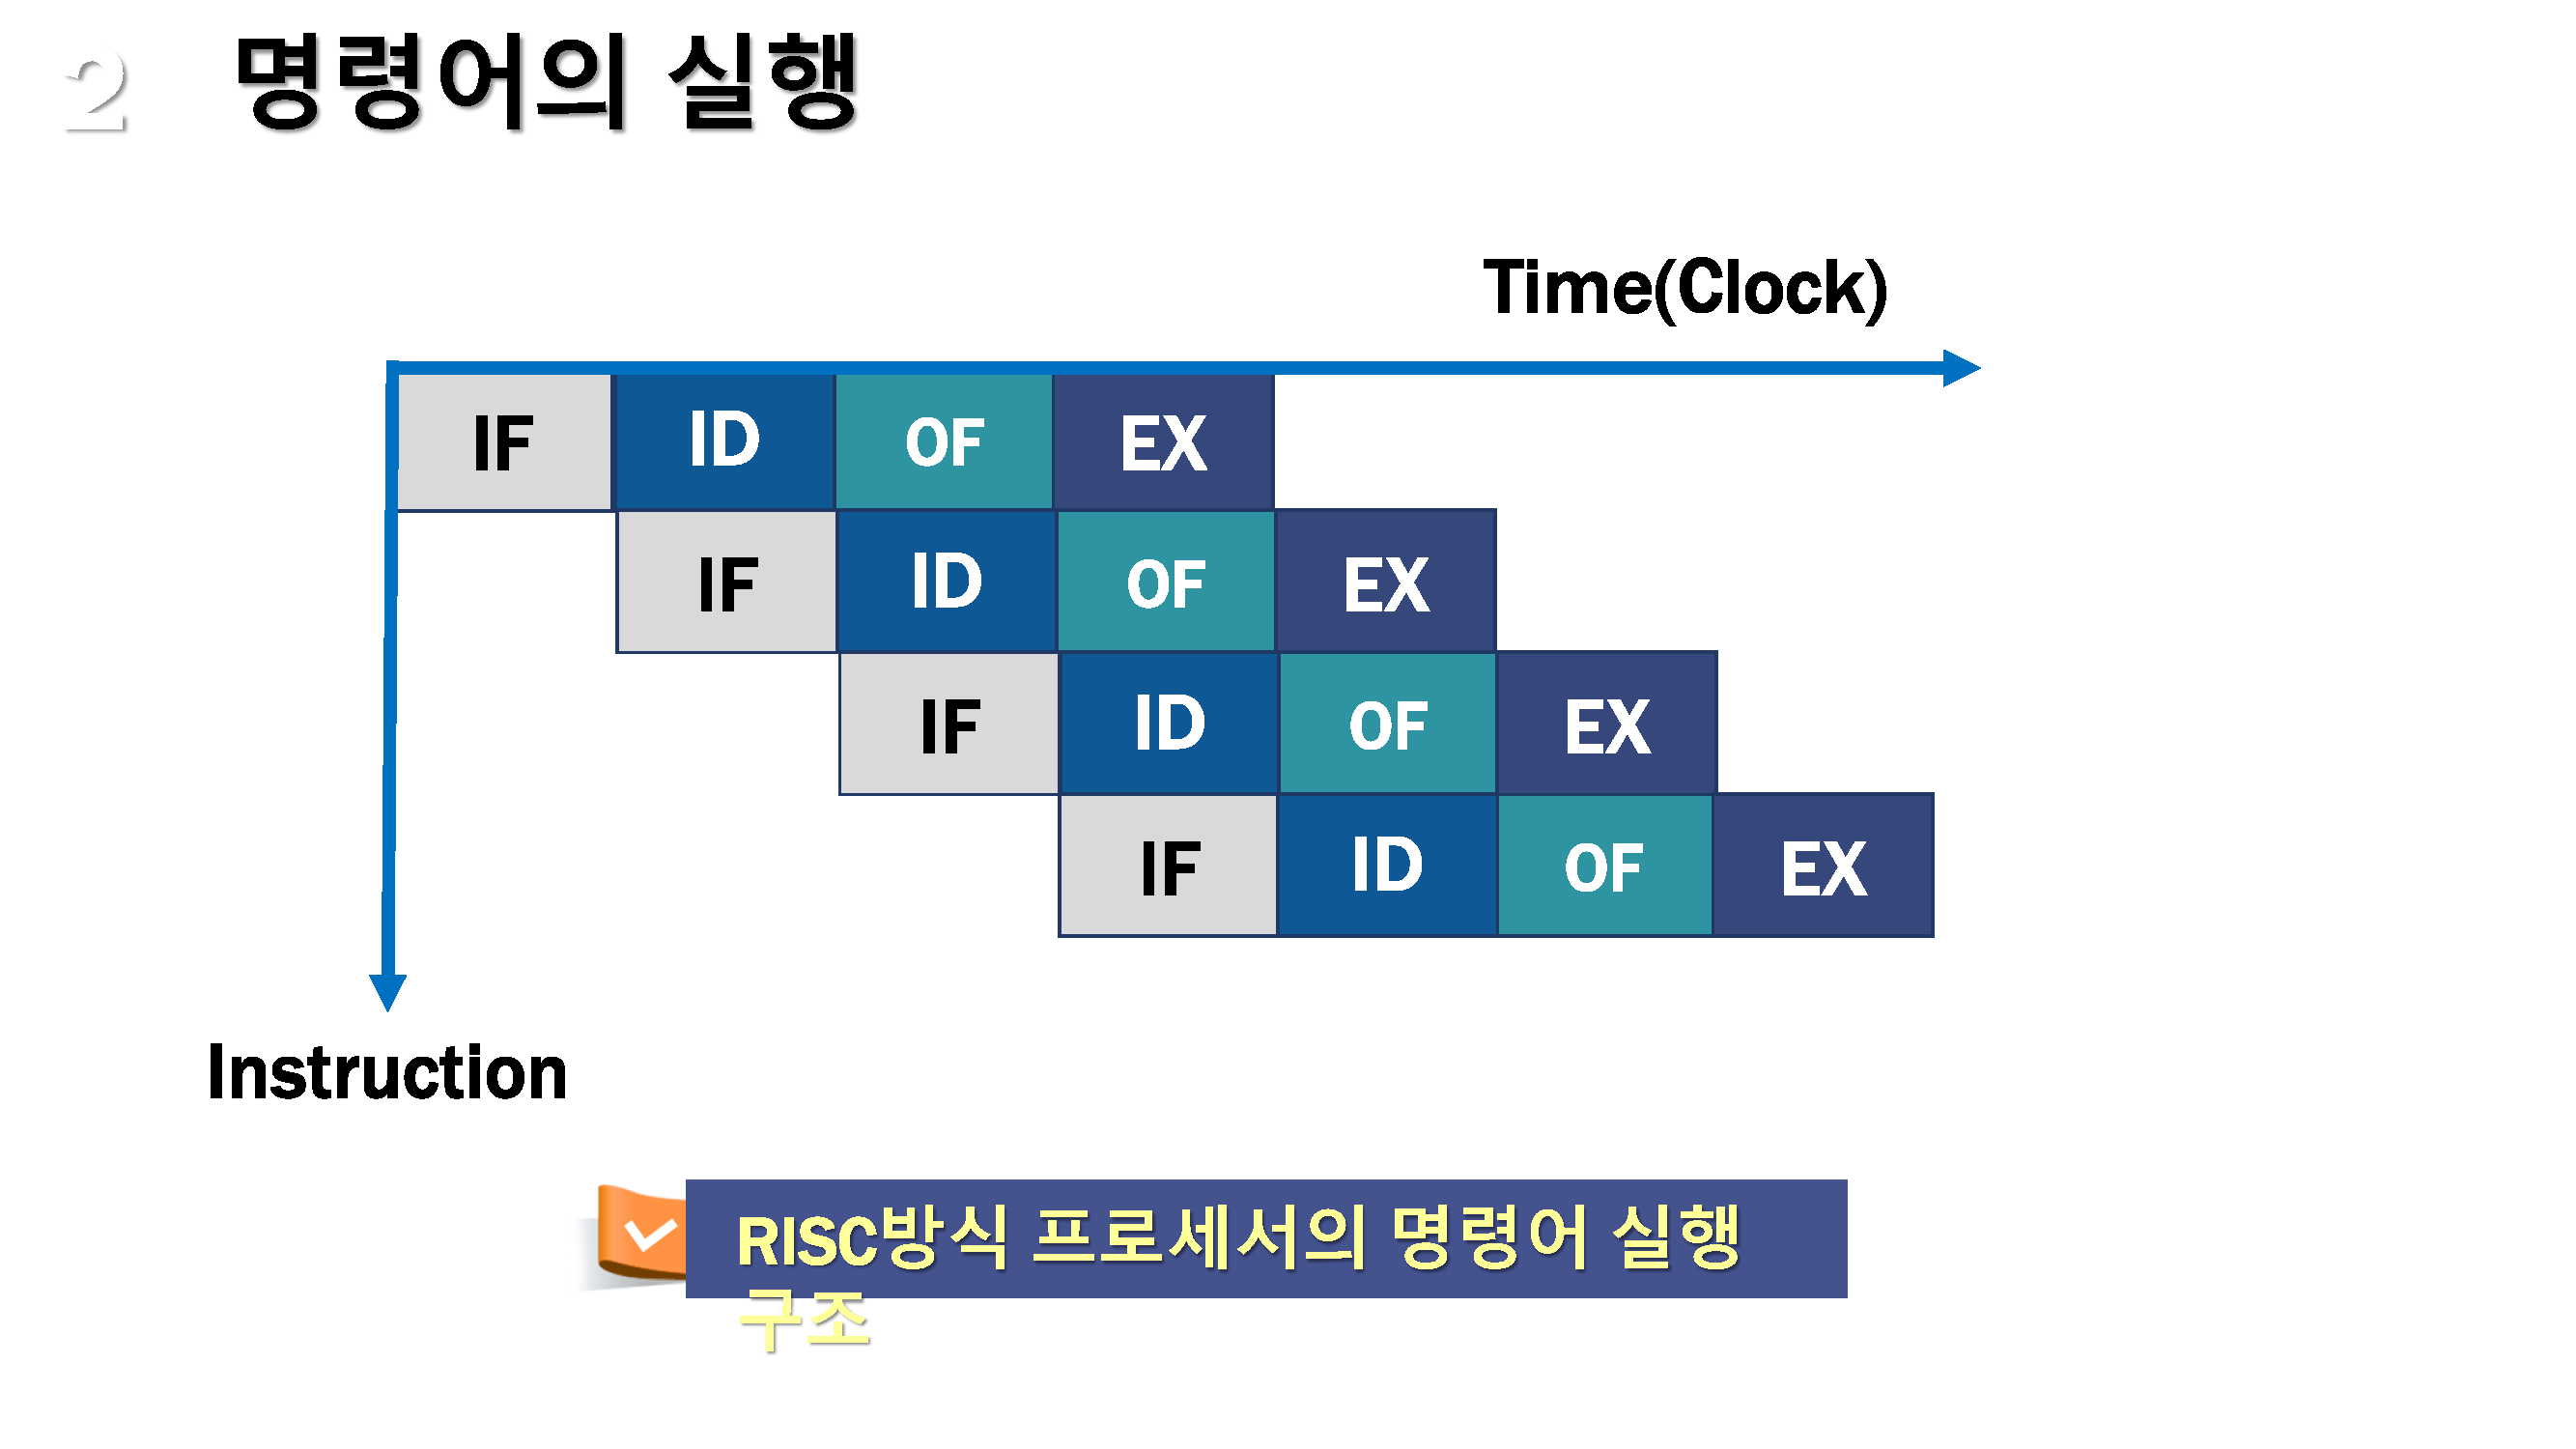 2 명령어의 실행
Time(Clock)
IF ID OF EX
IF ID OF EX
IF ID OF EX
IF ID OF EX
Instruction
RISC방식 프로세서의 명령어 실행
구조